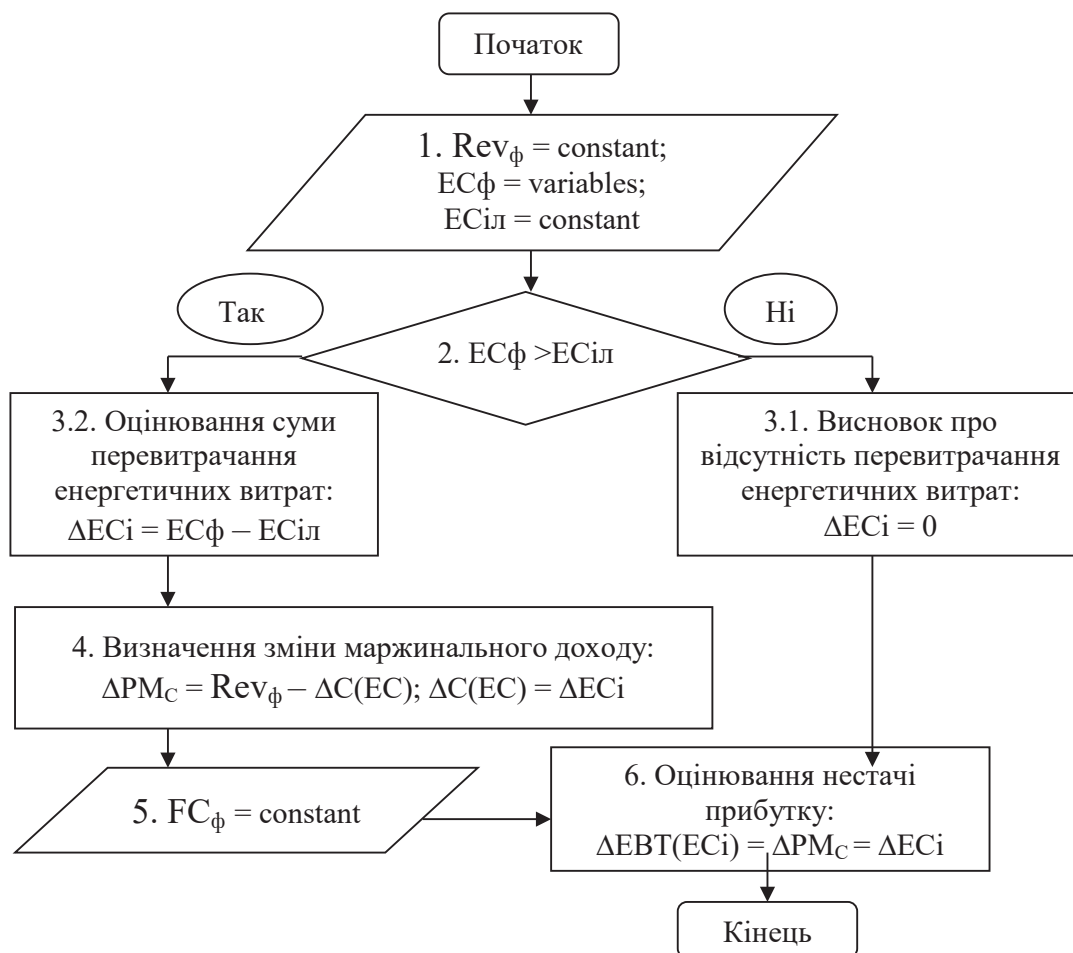 Початок
1. Revф = constant;
ECф = variables;
ECіл = constant
Так
Ні
2. ECф >ECіл
3.2. Оцінювання суми
перевитрачання
енергетичних витрат:
ΔECi = ECф – ECіл
3.1. Висновок про
відсутність перевитрачання
енергетичних витрат:
ΔECi = 0
4. Визначення зміни маржинального доходу:
ΔPMC = Revф – ΔC(EC); ΔC(EC) = ΔECi
5. FCф = constant
6. Оцінювання нестачі
прибутку:
ΔEBT(ECi) = ΔPMC = ΔECi
Кінець